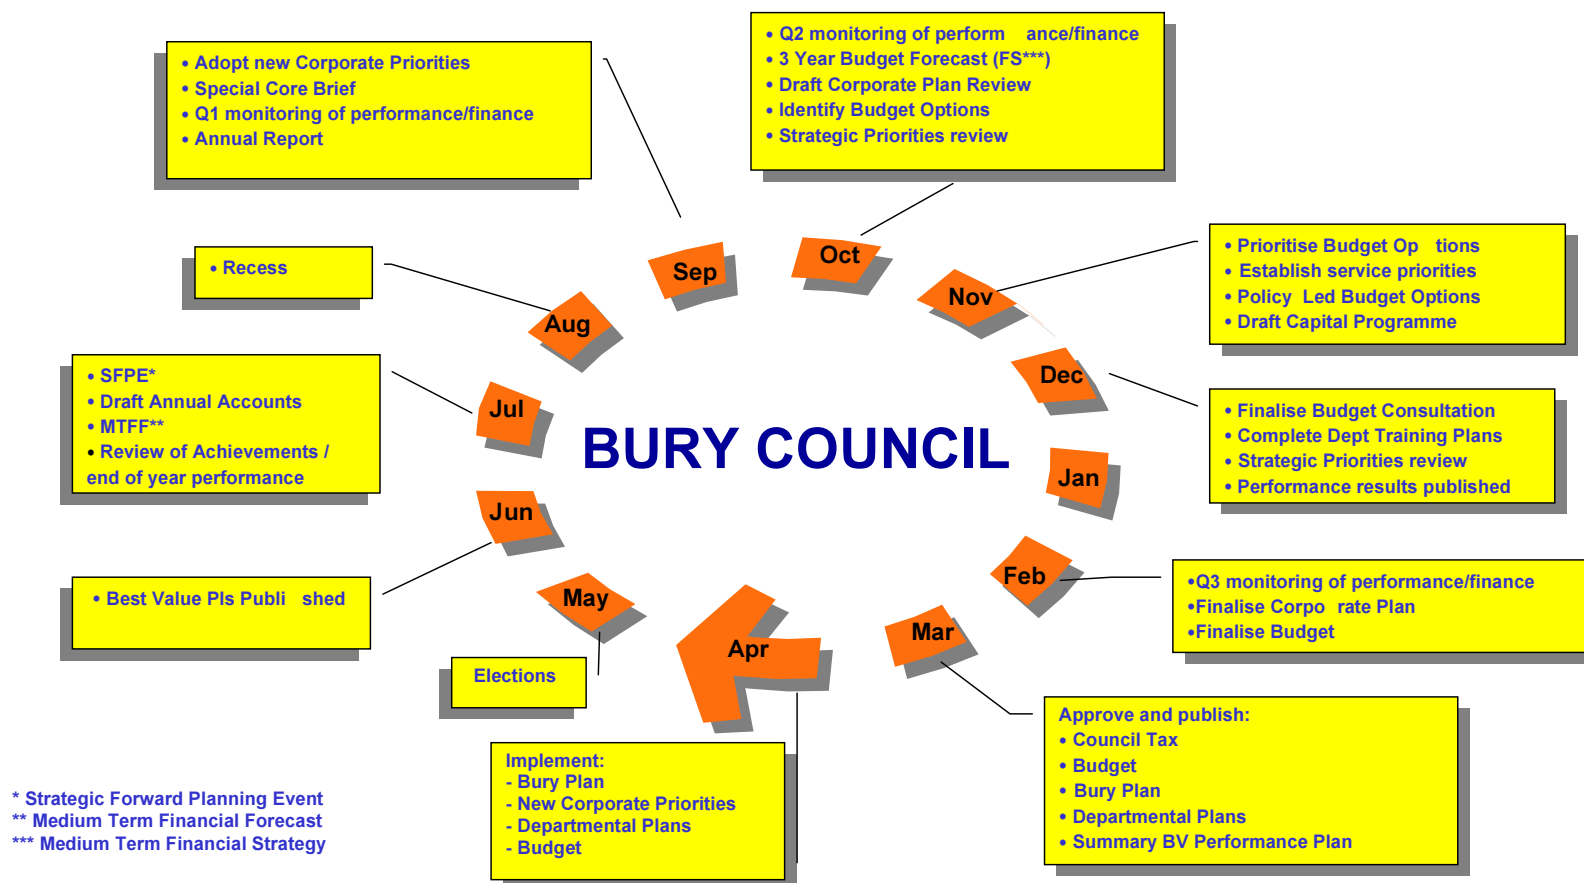 • Adopt new Corporate Priorities
• Special Core Brief
• Q1 monitoring of performance/finance
• Annual Report
• Q2 monitoring of perform ance/finance
• 3 Year Budget Forecast (FS***)
• Draft Corporate Plan Review
• Identify Budget Options
• Strategic Priorities review
• Recess
Sep
Oct
Nov
• Prioritise Budget Op tions
• Establish service priorities
• Policy Led Budget Options
• Draft Capital Programme
Aug
Dec
• SFPE*
• Draft Annual Accounts
• MTFF**
• Review of Achievements /
end of year performance
Jul
BURY COUNCIL
• Finalise Budget Consultation
• Complete Dept Training Plans
• Strategic Priorities review
• Performance results published
Jan
Jun
Feb
• Best Value PIs Publi shed
May
•Q3 monitoring of performance/finance
•Finalise Corpo rate Plan
•Finalise Budget
Apr
Mar
Elections
Approve and publish:
• Council Tax
• Budget
• Bury Plan
• Departmental Plans
• Summary BV Performance Plan
Implement:
- Bury Plan
- New Corporate Priorities
- Departmental Plans
- Budget
* Strategic Forward Planning Event
** Medium Term Financial Forecast
*** Medium Term Financial Strategy